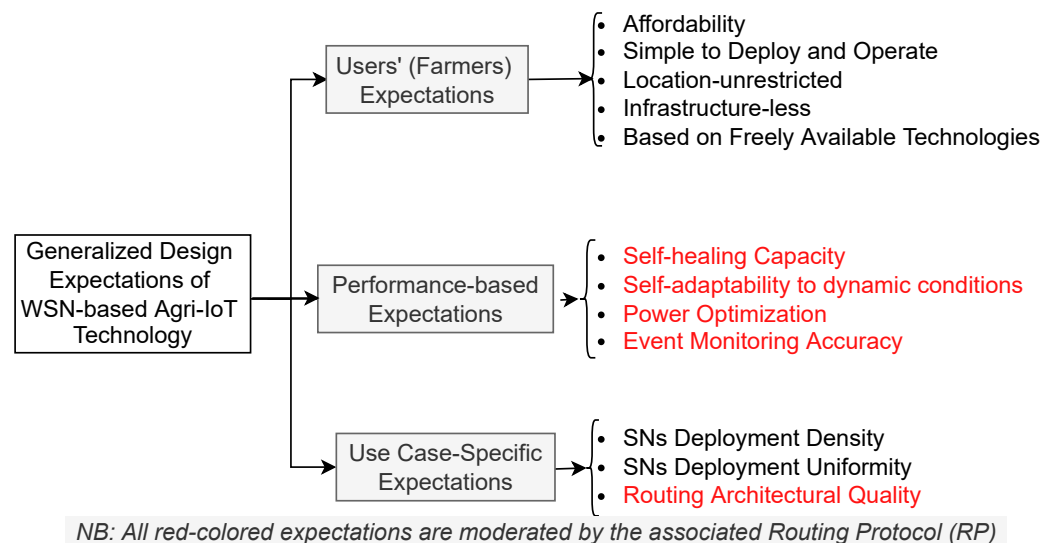 Generalized Design
Expectations of
WSN-based Agri-IoT
Technology
Users' (Farmers)
Expectations
• Affordability
• Simple to Deploy and Operate
• Location-unrestricted
• Infrastructure-less
• Based on Freely Available Technologies
Performance-based
Expectations
• Self-healing Capacity
• Self-adaptability to dynamic conditions
• Power Optimization
• Event Monitoring Accuracy
Use Case-Specific
Expectations
• SNs Deployment Density
• SNs Deployment Uniformity
• Routing Architectural Quality
NB: All red-colored expectations are moderated by the associated Routing Protocol (RP)